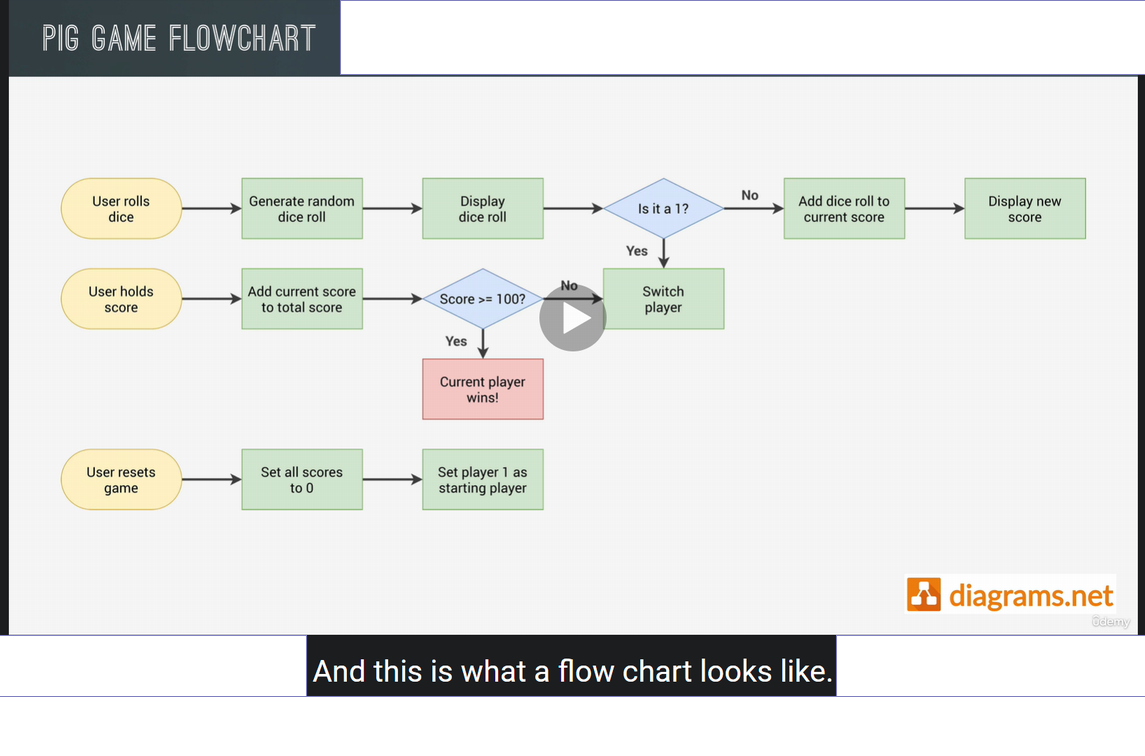 PIG GAME FLOWCHART
User rolls
dice
Generate random
dice roll
Display
dice roll
Is it a 1?
No
Add dice roll to
current score
Display new
score
Yes
User holds
score
Add current score
to total score
Score >= 100?
No
Switch
player
Yes
Current player
wins!
User resets
game
Set all scores
to 0
Set player 1 as
starting player
diagrams.net
And this is what a flow chart looks like.